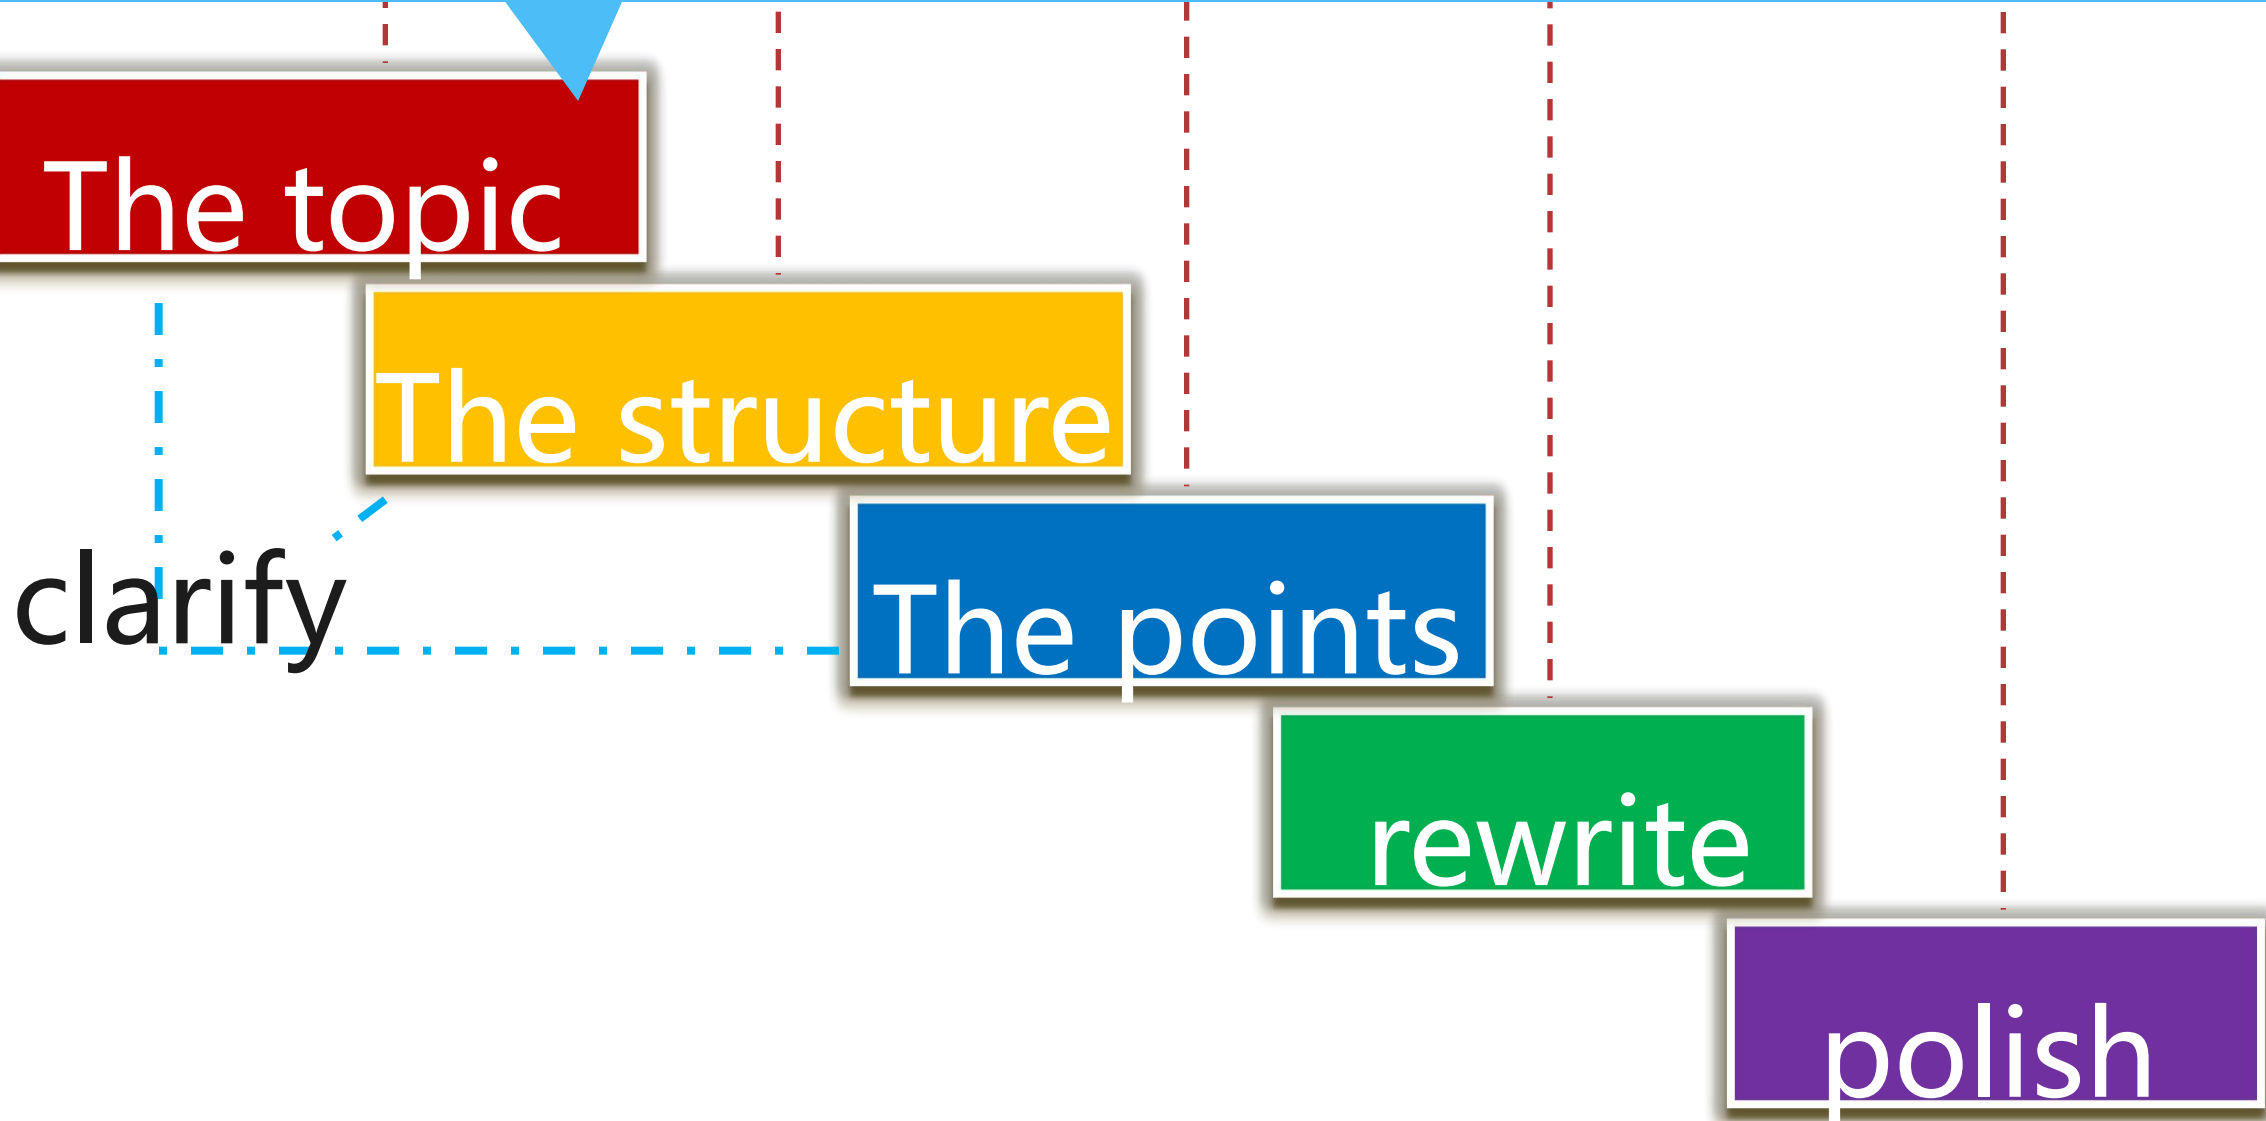 The topic
The structure
clarify
The points
rewrite
polish